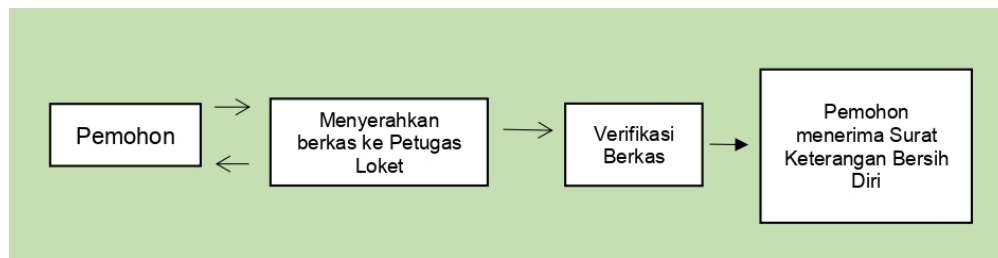 Pemohon
Menyerahkan
berkas ke Petugas
Loket
Verifikasi
Berkas
Pemohon
menerima Surat
Keterangan Bersih
Diri